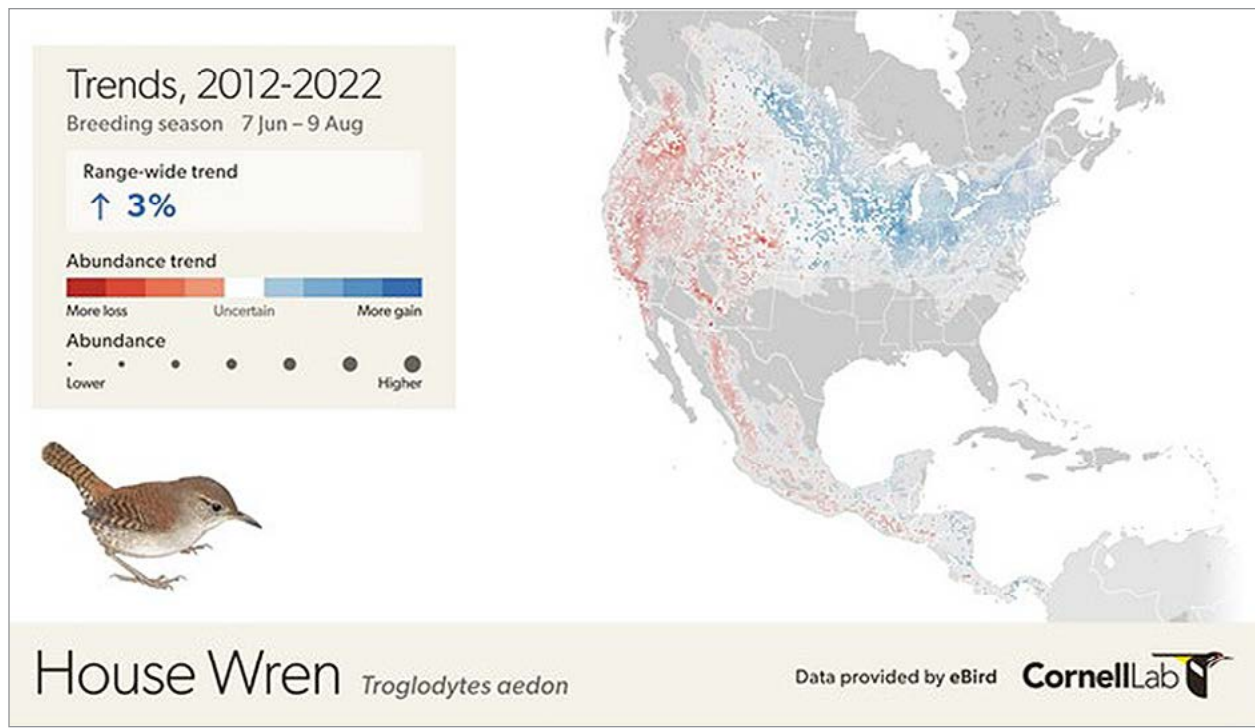 Trends, 2012-2022
Breeding season 7 Jun – 9 Aug
Range-wide trend
↑ 3%
Abundance trend
More loss Uncertain More gain
Abundance
Lower Higher
House Wren Troglodytes aedon
Data provided by eBird CornellLab